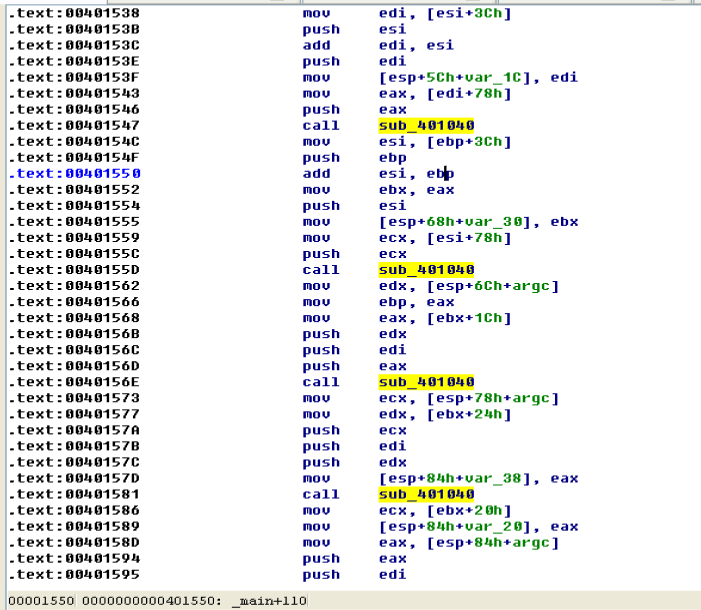 .text:00401538 mov edi, [esi+3Ch]
.text:0040153B push esi
.text:0040153C add edi, esi
.text:0040153E push edi
.text:0040153F mov [esp+5Ch+var_1C], edi
.text:00401543 mov eax, [edi+78h]
.text:00401546 push eax
.text:00401547 call sub_401040
.text:0040154C mov esi, [ebp+3Ch]
.text:0040154F push ebp
.text:00401550 add esi, ebp
.text:00401552 mov ebx, eax
.text:00401554 push esi
.text:00401555 mov [esp+68h+var_30], ebx
.text:00401559 mov ecx, [esi+78h]
.text:0040155C push ecx
.text:0040155D call sub_401040
.text:00401562 mov edx, [esp+6Ch+argc]
.text:00401566 mov ebp, eax
.text:00401568 mov eax, [ebx+1Ch]
.text:0040156B push edx
.text:0040156C push edi
.text:0040156D push eax
.text:0040156E call sub_401040
.text:00401573 mov ecx, [esp+78h+argc]
.text:00401577 mov edx, [ebx+24h]
.text:0040157A push ecx
.text:0040157B push edi
.text:0040157C push edx
.text:0040157D mov [esp+84h+var_38], eax
.text:00401581 call sub_401040
.text:00401586 mov ecx, [ebx+20h]
.text:00401589 mov [esp+84h+var_20], eax
.text:0040158D mov eax, [esp+84h+argc]
.text:00401594 push eax
.text:00401595 push edi
00001550 0000000000401550: _main+110